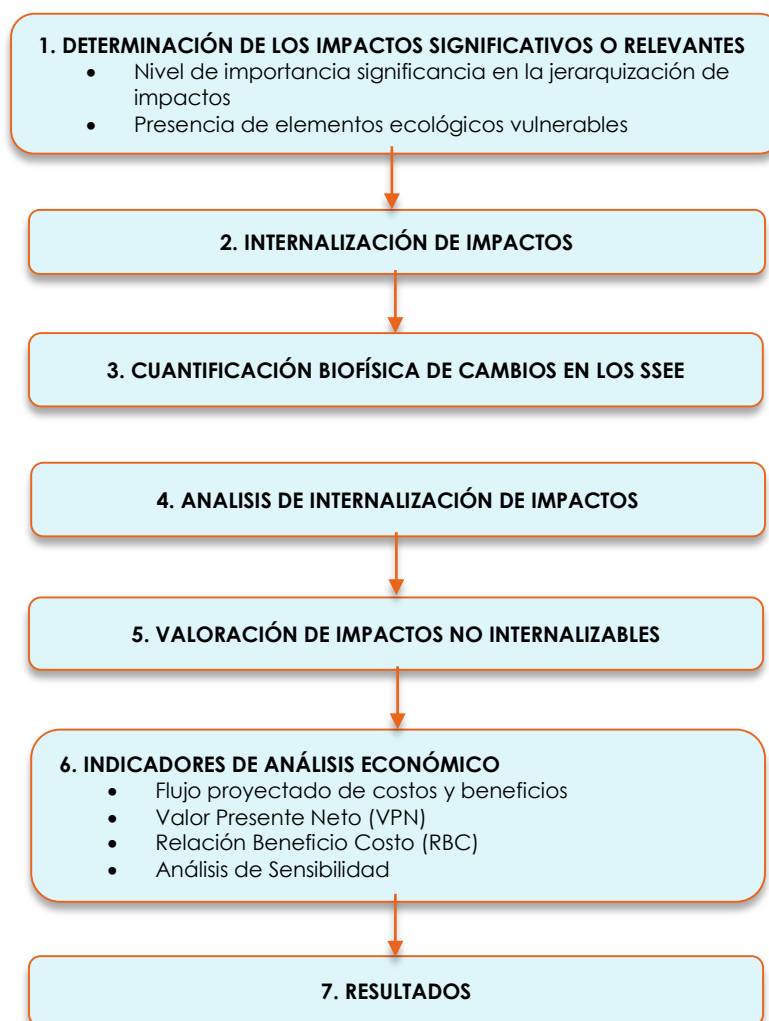 1. DETERMINACIÓN DE LOS IMPACTOS SIGNIFICATIVOS O RELEVANTES
• Nivel de importancia significancia en la jerarquización de
impactos
• Presencia de elementos ecológicos vulnerables
2. INTERNALIZACIÓN DE IMPACTOS
3. CUANTIFICACIÓN BIOFÍSICA DE CAMBIOS EN LOS SSEE
4. ANALISIS DE INTERNALIZACIÓN DE IMPACTOS
5. VALORACIÓN DE IMPACTOS NO INTERNALIZABLES
6. INDICADORES DE ANÁLISIS ECONÓMICO
• Flujo proyectado de costos y beneficios
• Valor Presente Neto (VPN)
• Relación Beneficio Costo (RBC)
• Análisis de Sensibilidad
7. RESULTADOS